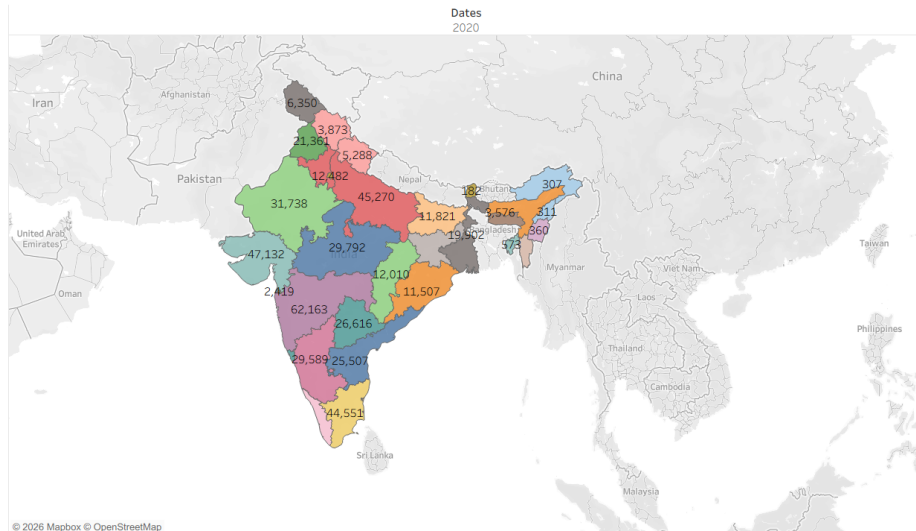 Dates
2020
China
Iran
Afghanistan
6,350
3,873
21,361
5,288
Pakistan
12,482
Nepal
182
Bhutan
307
45,270
31,738
11,821
3,576
311
United Arab
Emirates
Bangladesh
360
19,902
Taiwan
47,132
29,792
India
573
Oman
Myanmar
Viet Nam
12,010
2,419
11,507
Laos
62,163
26,616
Philippines
Thailand
29,589
25,507
Cambodia
44,551
Sri Lanka
Malaysia
© 2026 Mapbox © OpenStreetMap